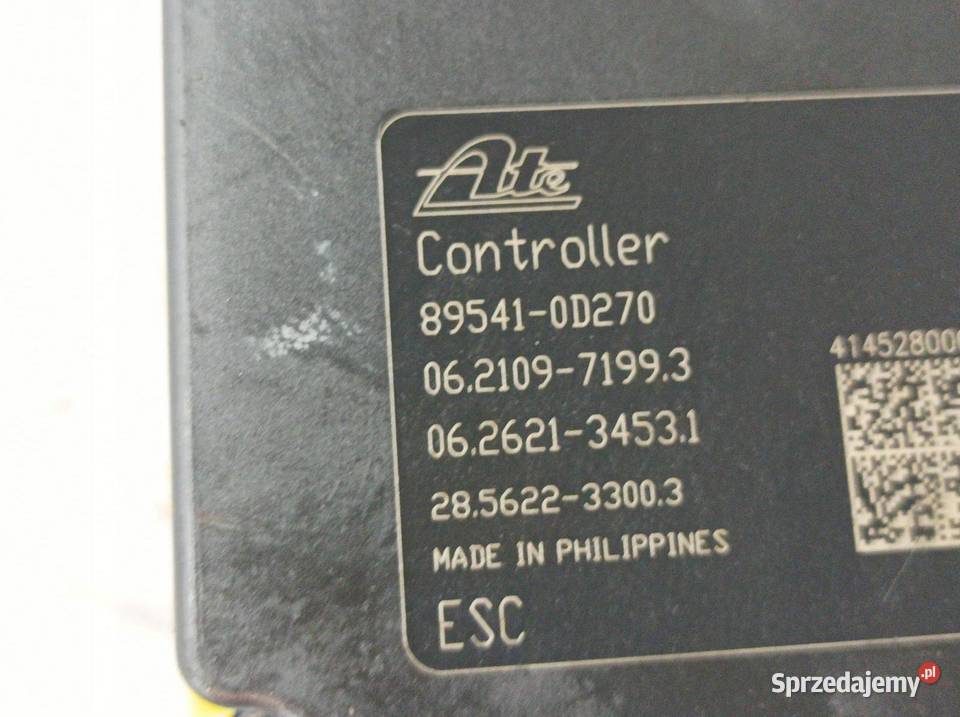 Ate
Controller
89541-0D270
06.2109-7199.3
06.2621-3453.1
28.5622-3300.3
MADE IN PHILIPPINES
ESC
41452800
Sprzedajemy.pl